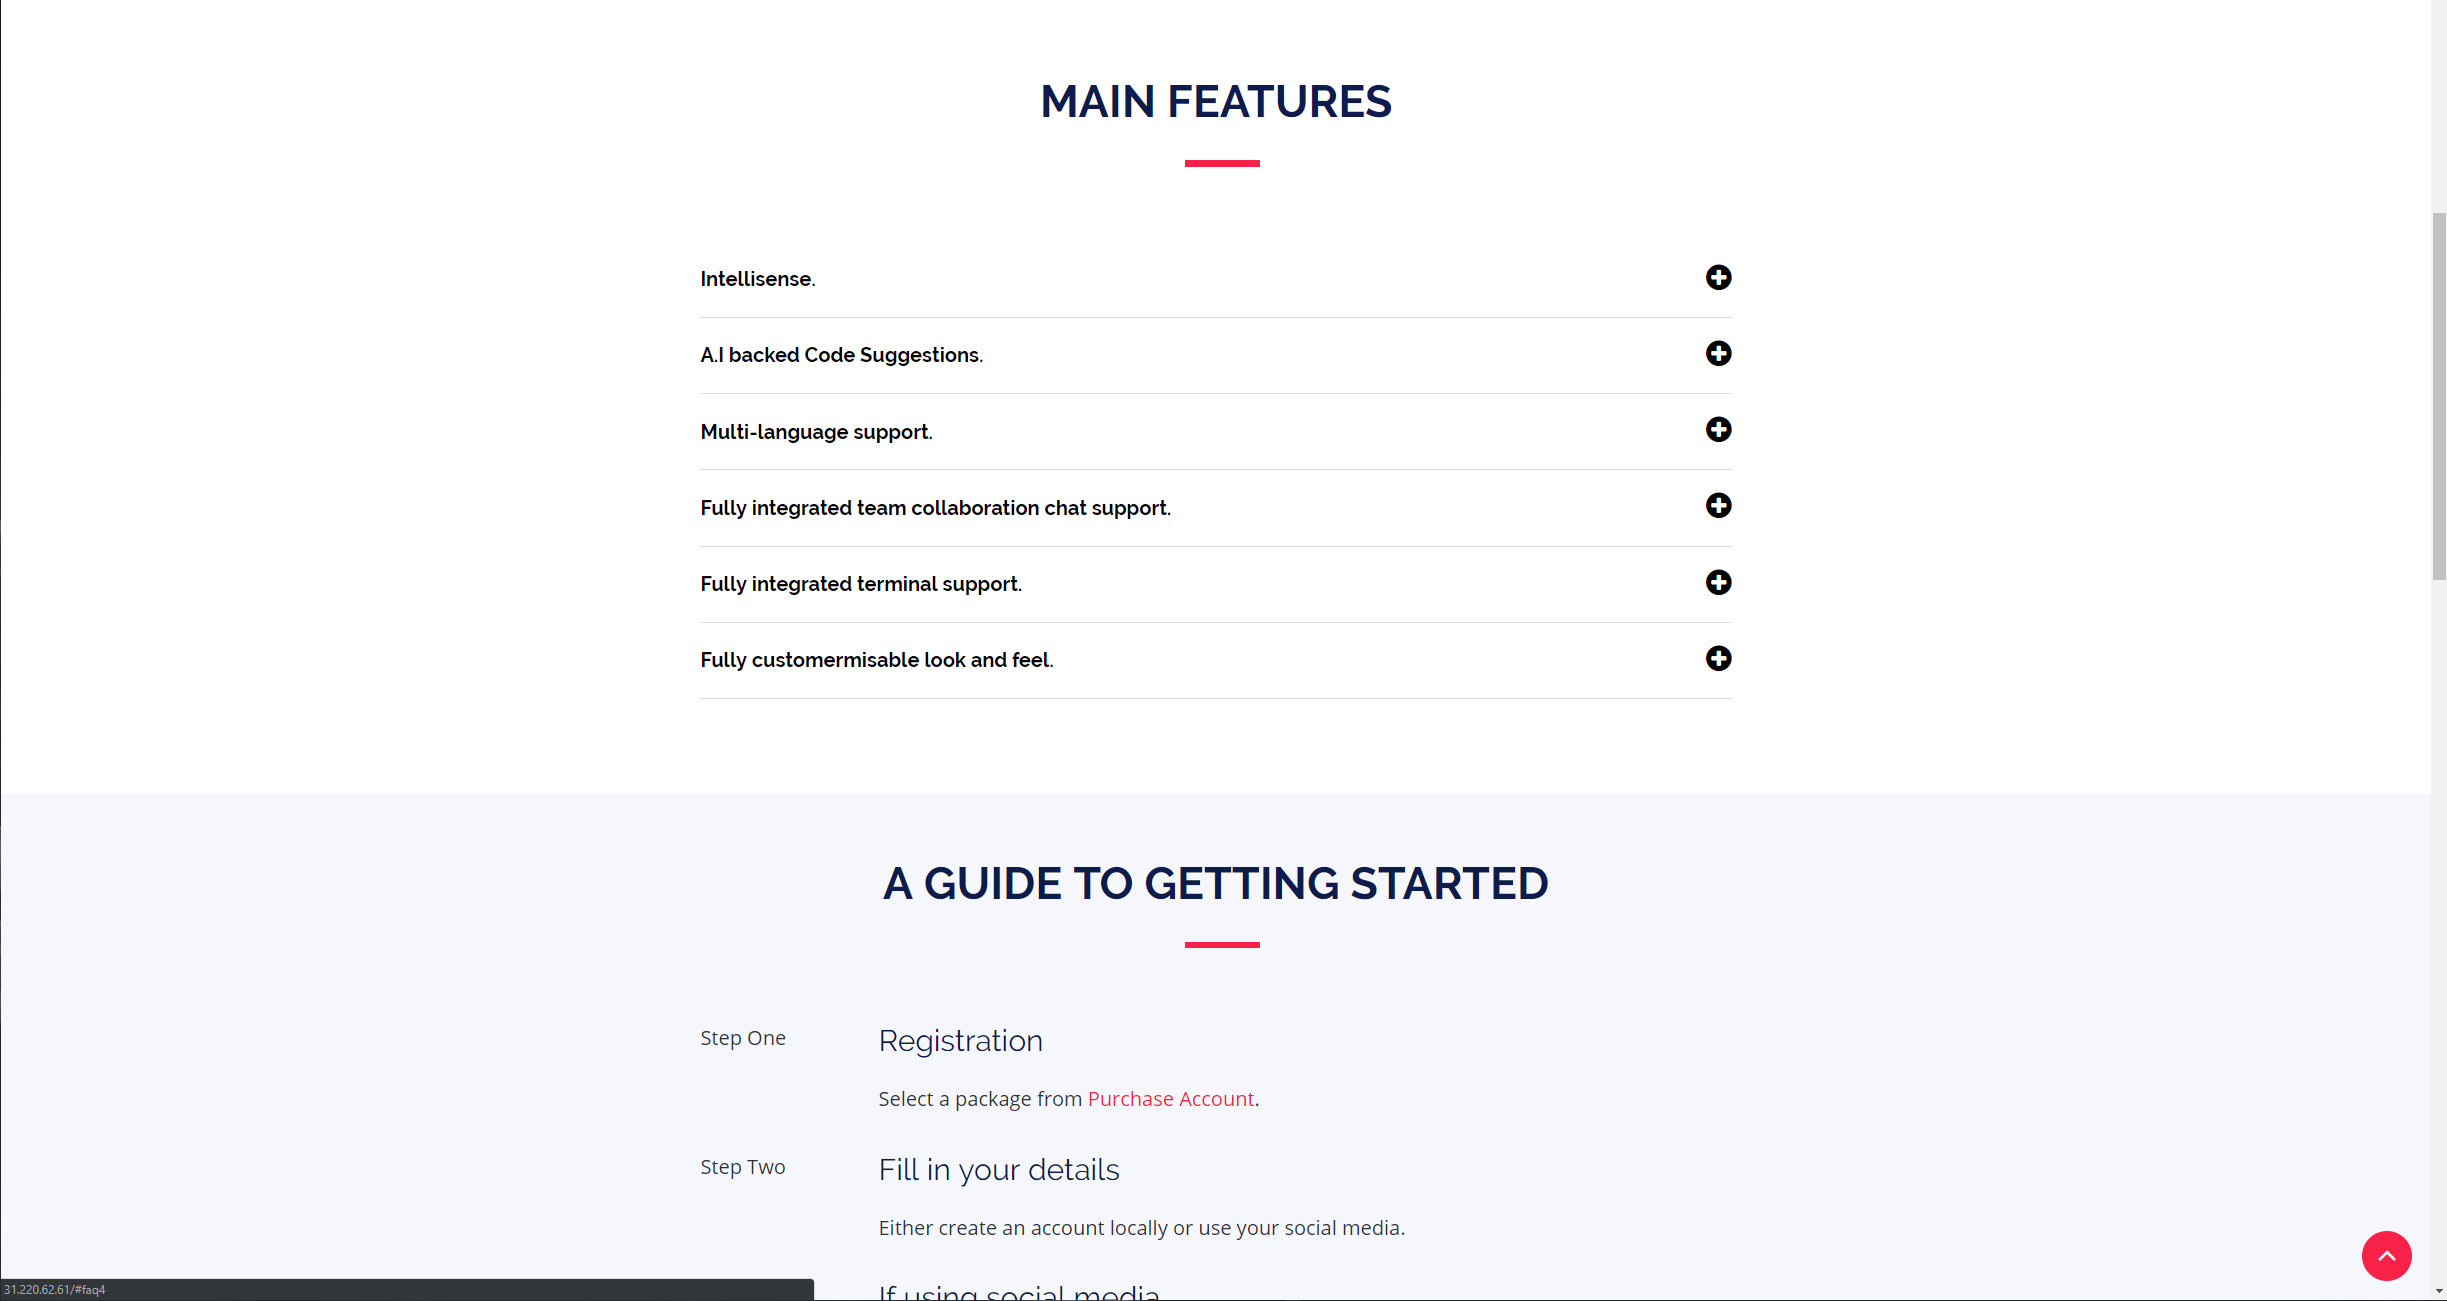 MAIN FEATURES
Intellisense.
A.I backed Code Suggestions.
Multi-language support.
Fully integrated team collaboration chat support.
Fully integrated terminal support.
Fully customermisable look and feel.
A GUIDE TO GETTING STARTED
Step One
Registration
Select a package from Purchase Account.
Step Two
Fill in your details
Either create an account locally or use your social media.
If using social media
31.220.62.61/#faq4